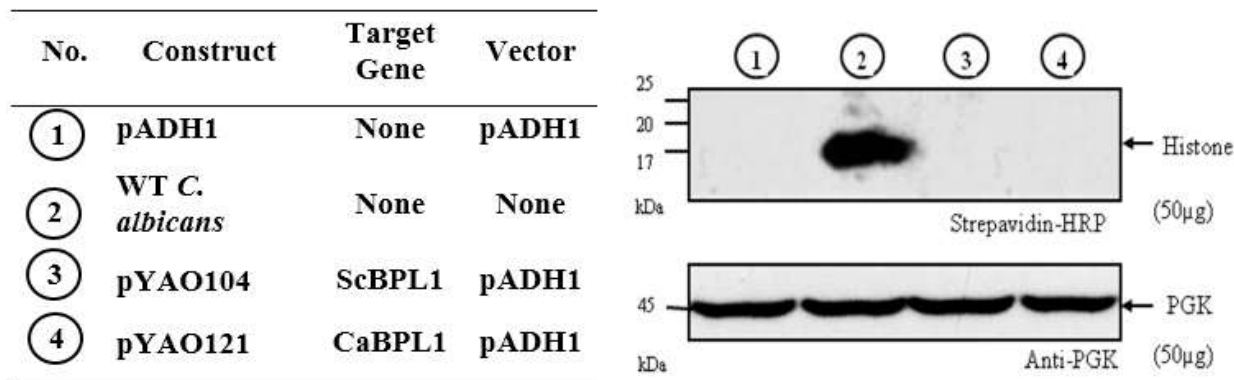 No. Construct Target Gene Vector
1 pADH1 None pADH1
2 WT C. albicans None None
3 pYAO104 ScBPL1 pADH1
4 pYAO121 CaBPL1 pADH1
1 2 3 4
25
20
17
kDa
Histone
(50µg)
Strepavidin-HRP
45
kDa
PGK
(50µg)
Anti-PGK